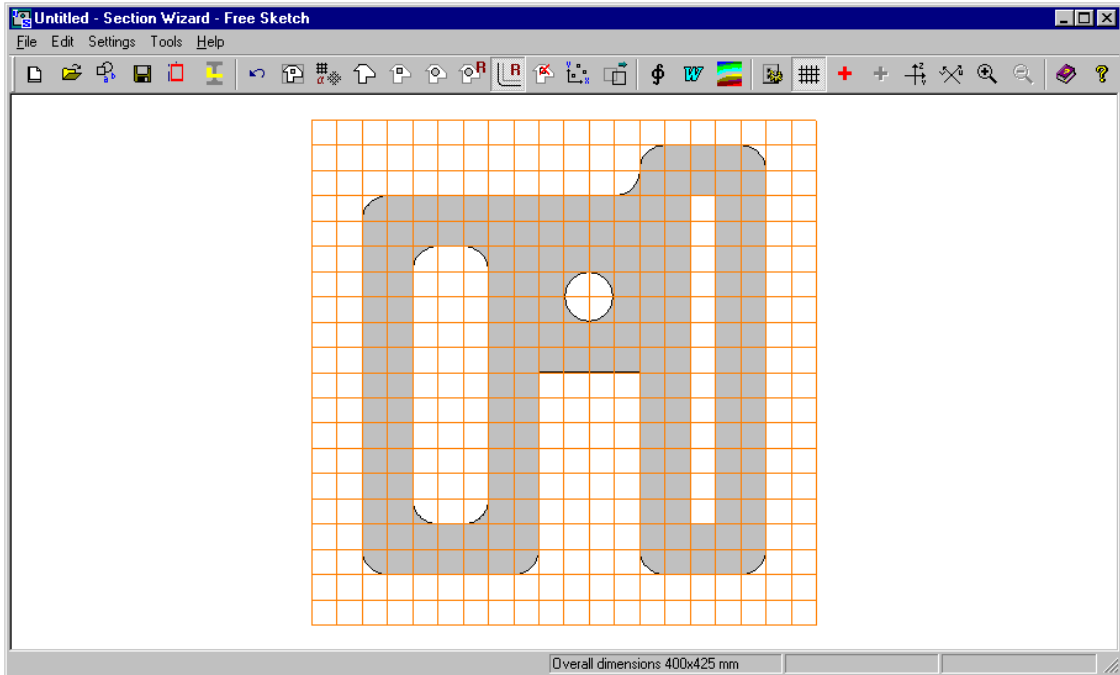 Untitled - Section Wizard - Free Sketch
File Edit Settings Tools Help
Overall dimensions 400x425 mm